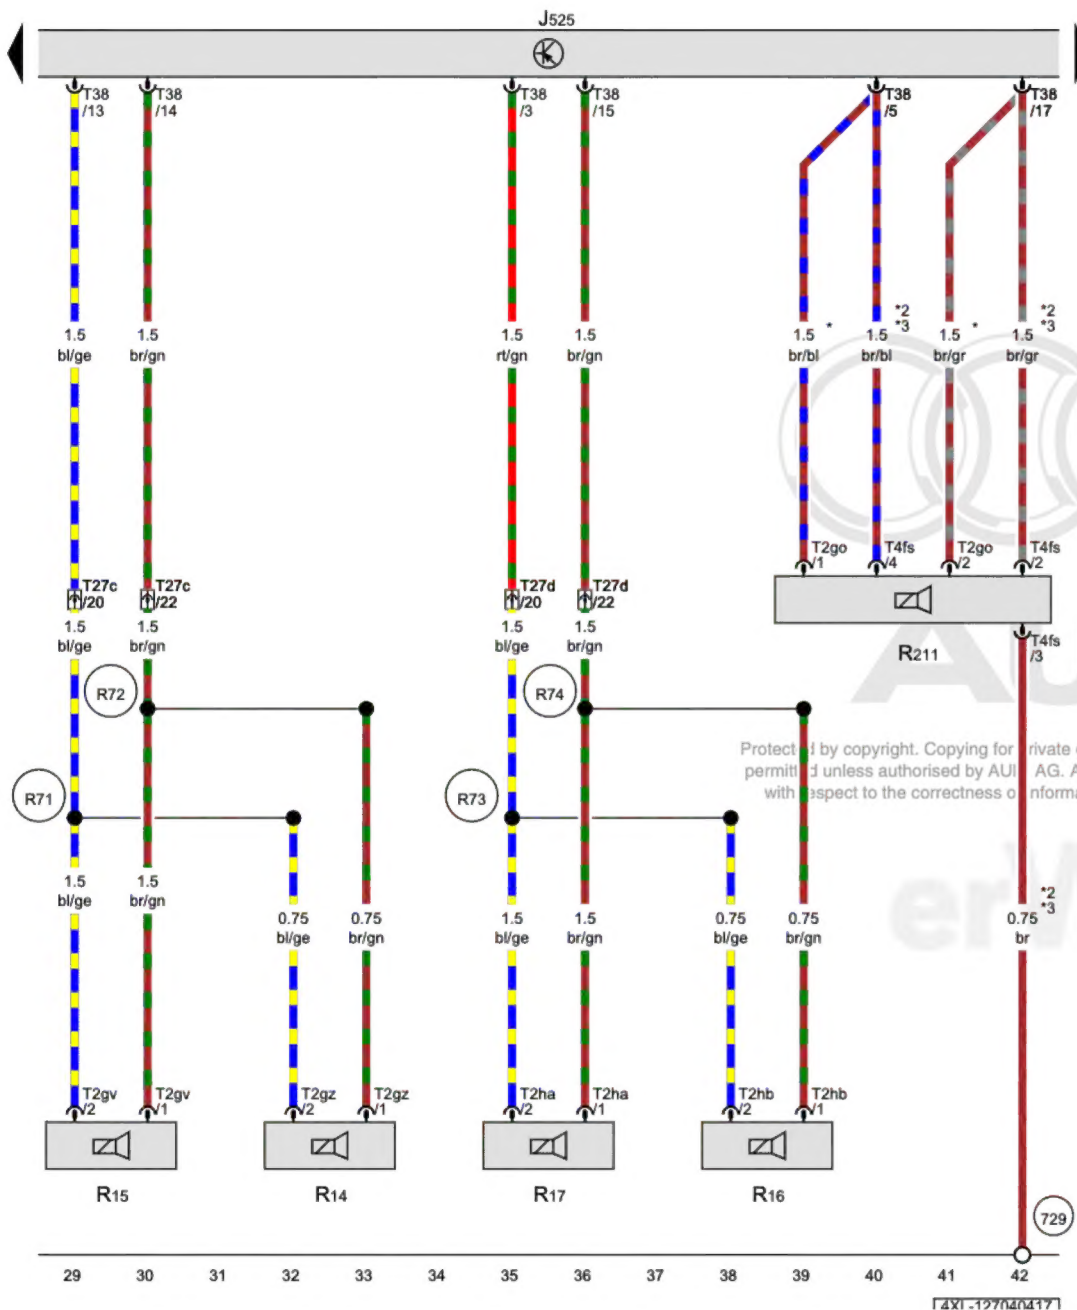 J525
T38 T38 T38 T38 T38 T38
/13 /14 /3 /15 /5 /17
*2 *2
1.5 1.5 1.5 1.5 1.5 * 1.5 *3 1.5 * 1.5 *3
bl/ge br/gn rt/gn br/gn br/bl br/bl br/gr br/gr
T2go T4fs T2go T4fs
/1 /4 /2 /2
T27c T27c T27d T27d
/20 /22 /20 /22
1.5 1.5 1.5 1.5
bl/ge br/gn bl/ge br/gn
R211 T4fs
/3
R72 R74
Protected by copyright. Copying for private
permitted unless authorised by AUDI AG. A
with respect to the correctness of informa
R71 R73
1.5 1.5
bl/ge br/gn
*2
*3
0.75 0.75 1.5 1.5 0.75 0.75 0.75
bl/ge br/gn bl/ge br/gn bl/ge br/gn br
T2gv T2gv T2gz T2gz T2ha T2ha T2hb T2hb
/2 /1 /2 /1 /2 /1 /2 /1
R15 R14 R17 R16
729
29 30 31 32 33 34 35 36 37 38 39 40 41 42
4XL-127040417